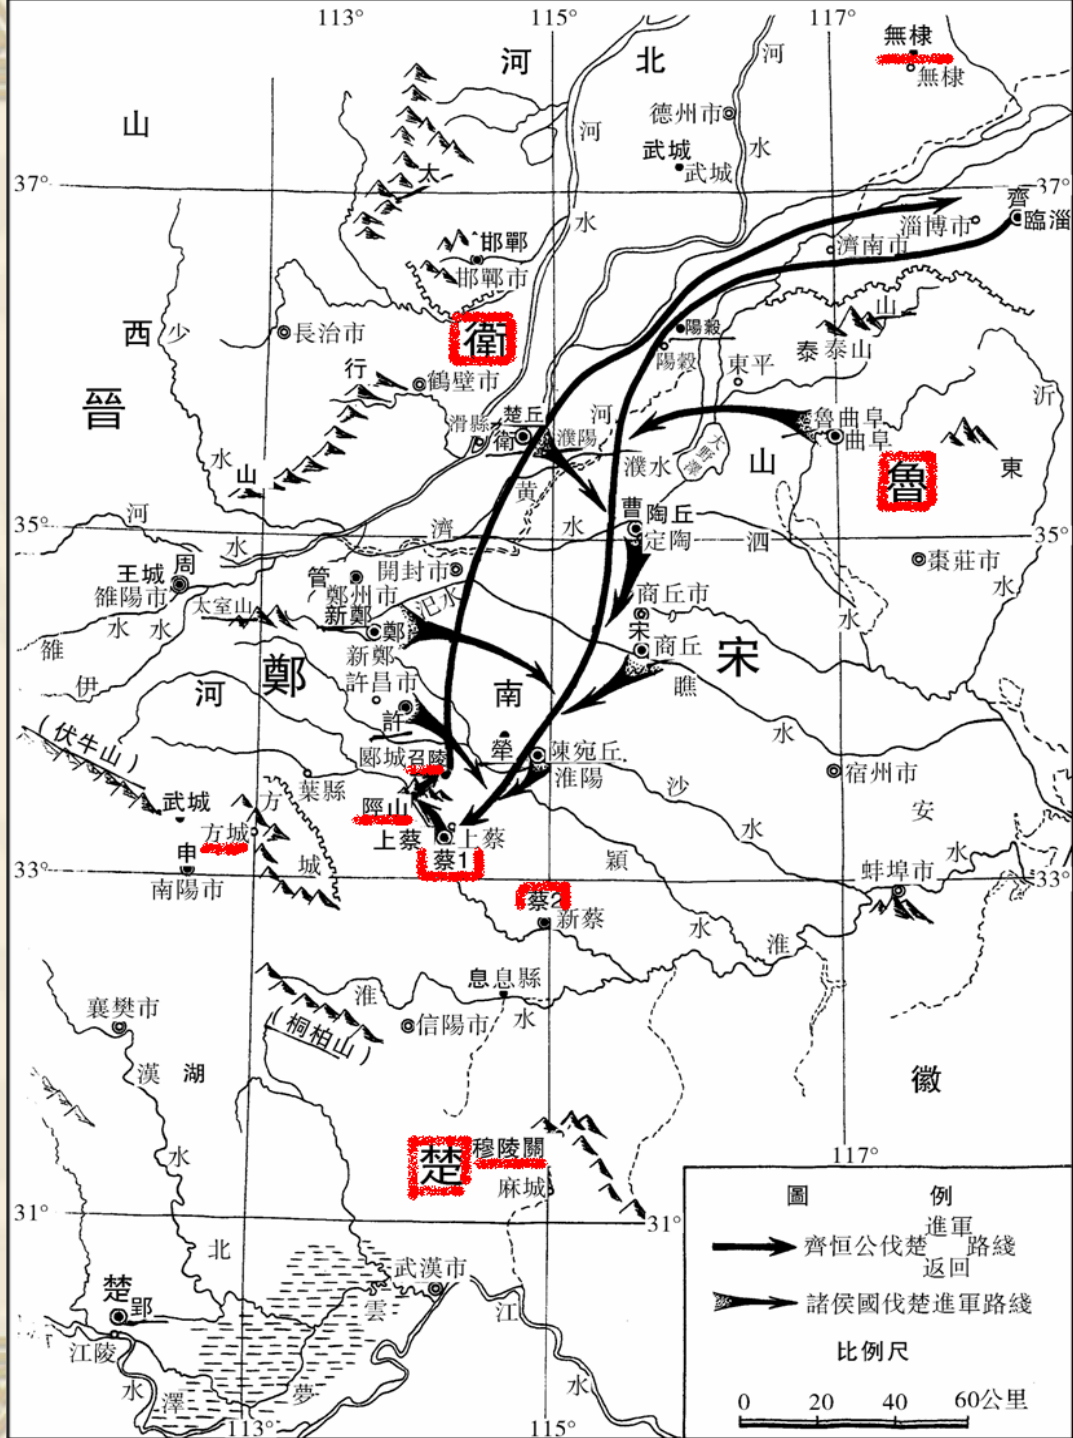 113° 115° 117°
無棣
無棣
河 北
河
山
德州市
河
水
武城
武城
太
37° 37°
齊
臨淄
淄博市
濟南市
水
邯鄲
邯鄲市
山
泰 泰山
西 少
長治市
衛
陽穀
陽穀
東平
行
鶴壁市
沂
晉
楚丘
滑縣
衛
濮陽
河
魯曲阜
曲阜
大野澤
水
山
濮水
山
魯
東
黄
35° 35°
河
水
濟
水
曹
陶丘
定陶
泗
周
王城
雒陽市
管
鄭州市
開封市
棗莊市
水
太室山
新鄭
汜水
商丘市
水
鄭
宋
商丘
宋
雒
水 水
新鄭
伊
鄭
河
許昌市
南
睢
許
水
(伏牛山)
郾城
召陵
犖
陳宛丘
淮陽
宿州市
葉縣
沙
安
武城
方
陘山
水
方城
上蔡
上蔡
蔡1
潁
申
城
南陽市
33°
蚌埠市
水
蔡2
新蔡
水
淮
息
息縣
淮
水
襄樊市
(桐柏山)
信陽市
漢 湖
徽
水
楚
穆陵關
麻城
117°
31° 31°
北
武漢市
雲
江
楚
郢
江陵
水
澤
夢
水
113° 115°
圖 例
齊恒公伐楚進軍路綫
返回
諸侯國伐楚進軍路綫
比例尺
0 20 40 60公里